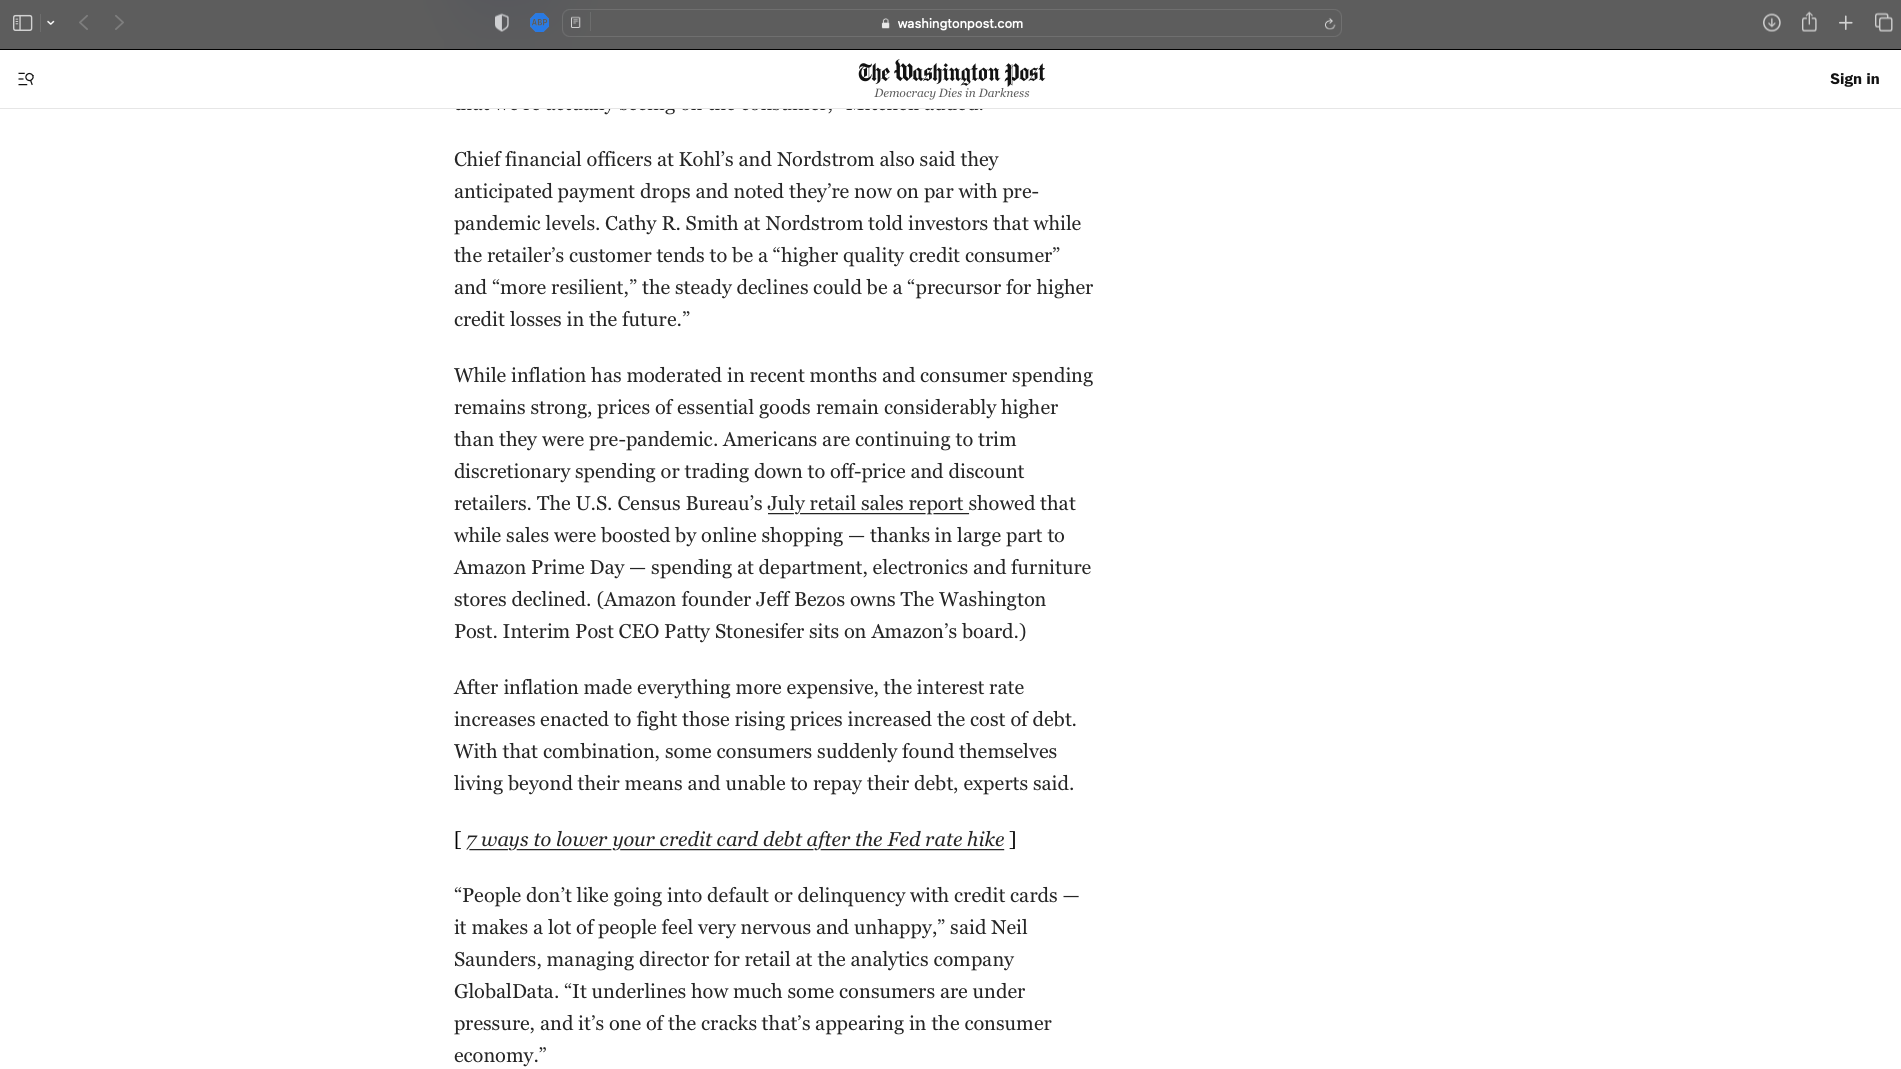 ABP
washingtonpost.com
The Washington Post
Democracy Dies in Darkness
Sign in
that we're actually seeing on the consumer,” Mitchell added.
Chief financial officers at Kohl’s and Nordstrom also said they
anticipated payment drops and noted they’re now on par with pre-
pandemic levels. Cathy R. Smith at Nordstrom told investors that while
the retailer’s customer tends to be a “higher quality credit consumer”
and “more resilient,” the steady declines could be a “precursor for higher
credit losses in the future.”
While inflation has moderated in recent months and consumer spending
remains strong, prices of essential goods remain considerably higher
than they were pre-pandemic. Americans are continuing to trim
discretionary spending or trading down to off-price and discount
retailers. The U.S. Census Bureau’s July retail sales report showed that
while sales were boosted by online shopping — thanks in large part to
Amazon Prime Day — spending at department, electronics and furniture
stores declined. (Amazon founder Jeff Bezos owns The Washington
Post. Interim Post CEO Patty Stonesifer sits on Amazon’s board.)
After inflation made everything more expensive, the interest rate
increases enacted to fight those rising prices increased the cost of debt.
With that combination, some consumers suddenly found themselves
living beyond their means and unable to repay their debt, experts said.
[ 7 ways to lower your credit card debt after the Fed rate hike ]
“People don’t like going into default or delinquency with credit cards —
it makes a lot of people feel very nervous and unhappy,” said Neil
Saunders, managing director for retail at the analytics company
GlobalData. “It underlines how much some consumers are under
pressure, and it’s one of the cracks that’s appearing in the consumer
economy.”